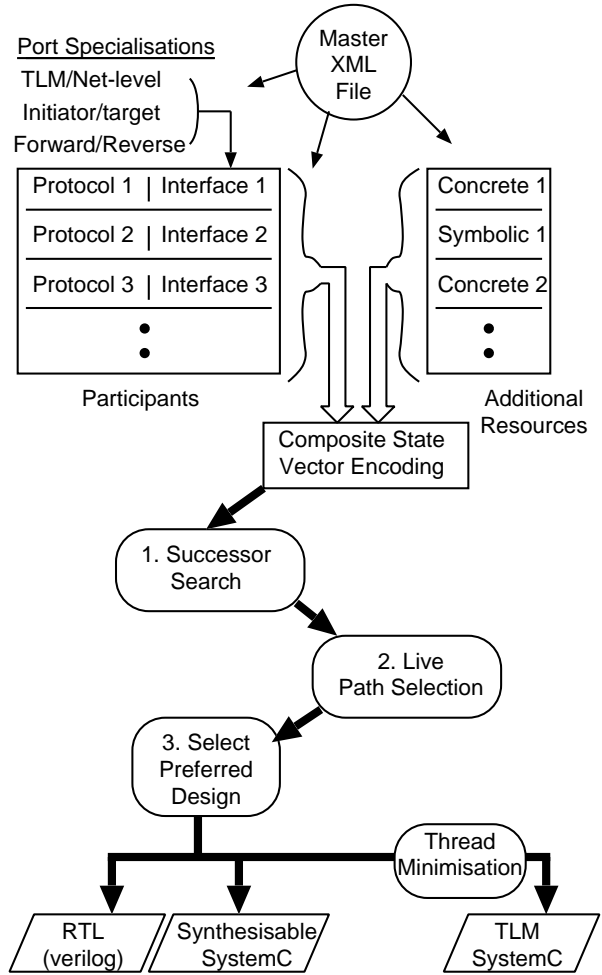 Port Specialisations
TLM/Net-level
Initiator/target
Forward/Reverse
Master
XML
File
Protocol 1 | Interface 1
Protocol 2 | Interface 2
Protocol 3 | Interface 3
Participants
Concrete 1
Symbolic 1
Concrete 2
Additional
Resources
Composite State
Vector Encoding
1. Successor
Search
2. Live
Path Selection
3. Select
Preferred
Design
Thread
Minimisation
RTL
(verilog)
Synthesisable
SystemC
TLM
SystemC